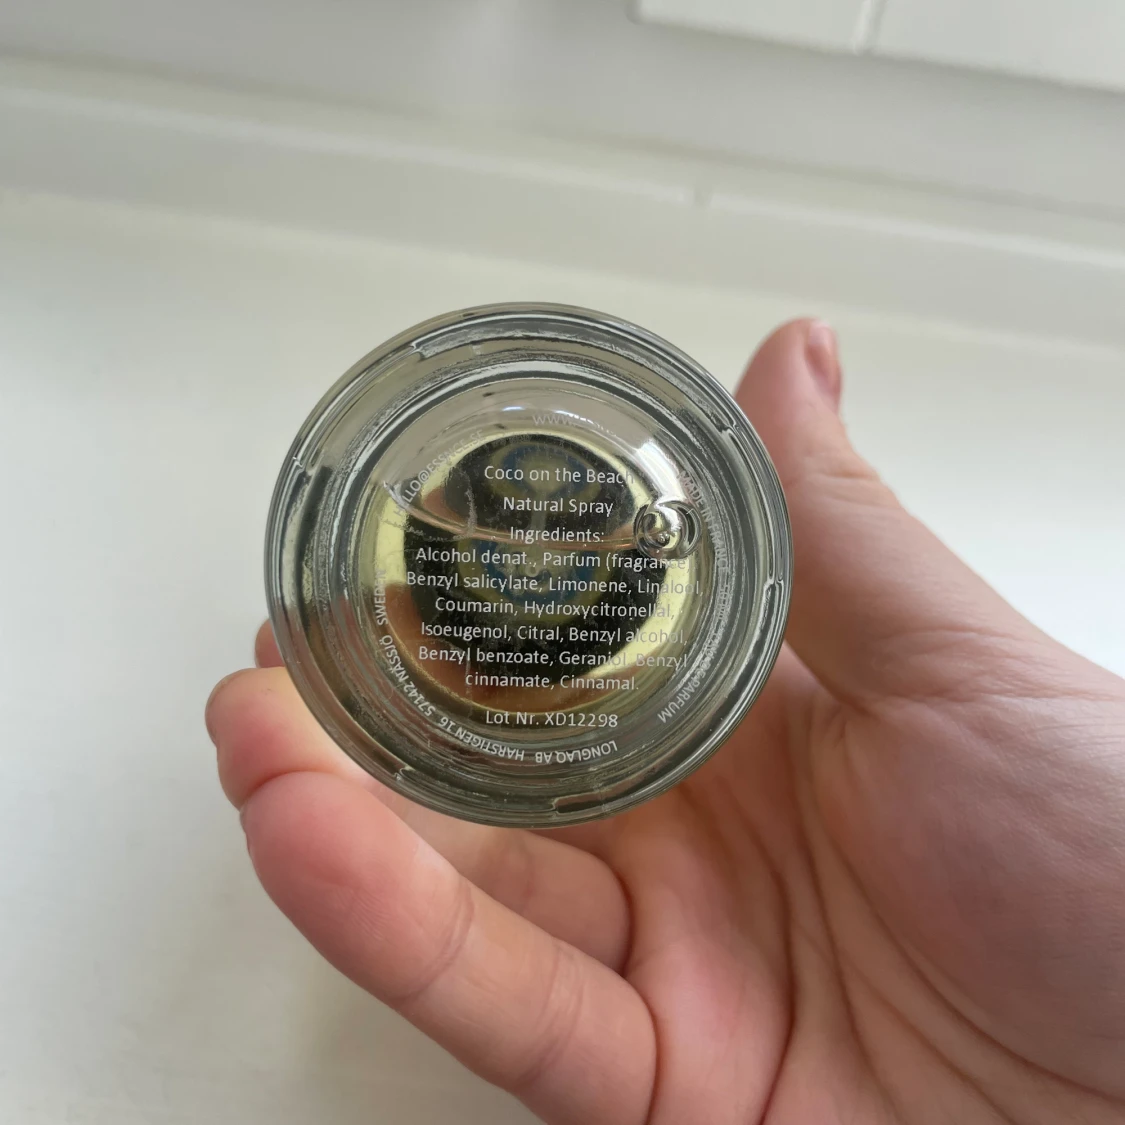 Coco on the Beach
Natural Spray
Ingredients:
Alcohol denat., Parfum (fragrance)
Benzyl salicylate, Limonene, Linalool,
Coumarin, Hydroxycitronellal,
Isoeugenol, Citral, Benzyl alcohol,
Benzyl benzoate, Geraniol, Benzyl
cinnamate, Cinnamal.
Lot Nr. XD12298
MADE IN FRANCE
PARFUM
LONGLAQ AB HARSTIGEN 16 57142 NÄSSJÖ SWEDEN